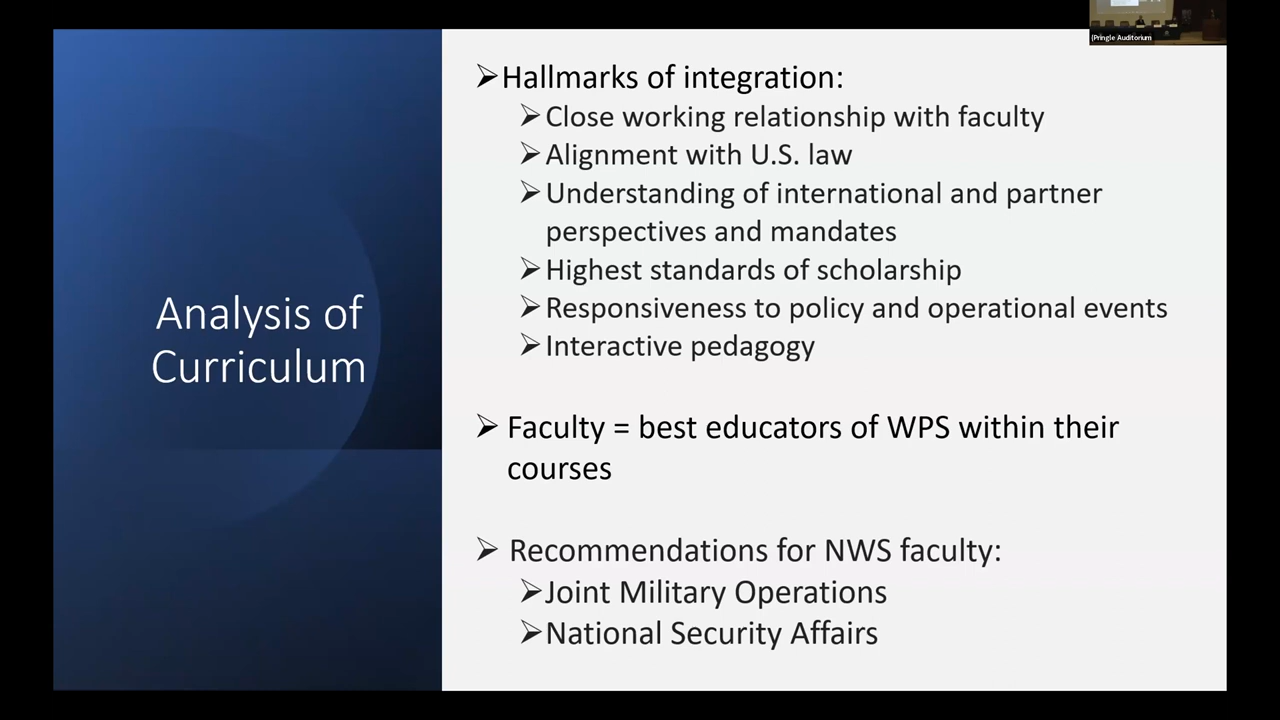 (Pringle Auditorium
Analysis of
Curriculum
➢Hallmarks of integration:
➢Close working relationship with faculty
➢Alignment with U.S. law
➢Understanding of international and partner
perspectives and mandates
➢Highest standards of scholarship
➢Responsiveness to policy and operational events
➢Interactive pedagogy
➢ Faculty = best educators of WPS within their
courses
➢ Recommendations for NWS faculty:
➢Joint Military Operations
➢National Security Affairs